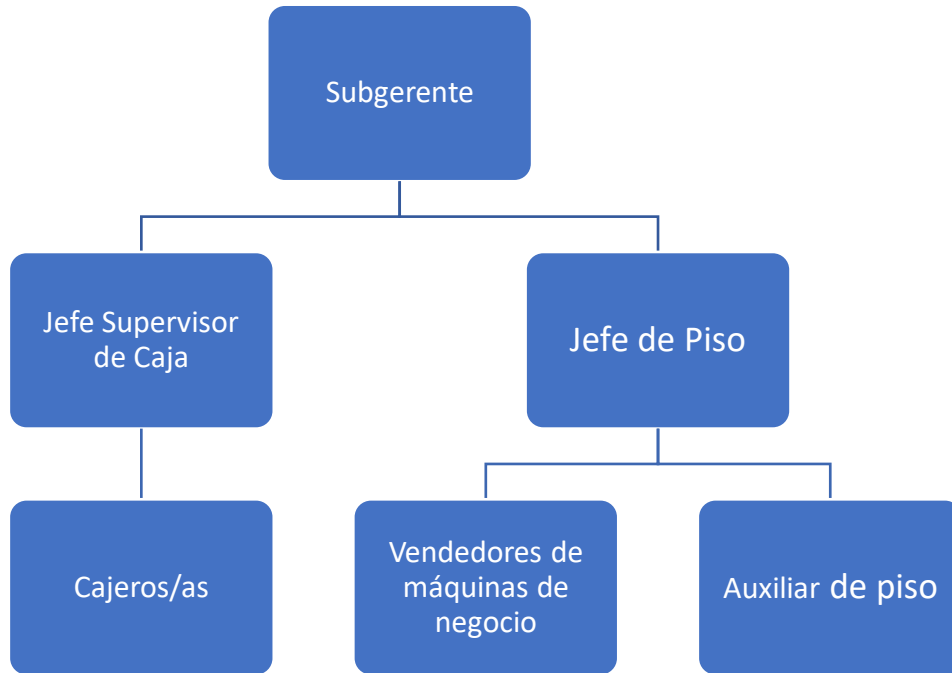 Subgerente
Jefe Supervisor
de Caja
Jefe de Piso
Cajeros/as
Vendedores de
máquinas de
negocio
Auxiliar de piso